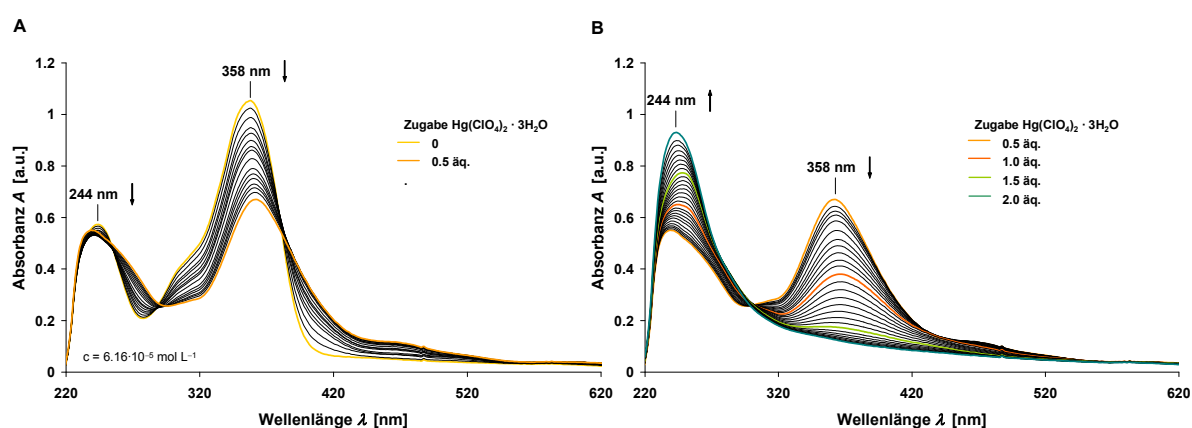 A
1.2
1
0.8
0.6
0.4
0.2
0
Absorbanz A [a.u.]
358 nm
244 nm
Zugabe Hg(ClO₄)₂ · 3H₂O
0
0.5 äq.
.
c = 6.16·10⁻⁵ mol L⁻¹
220
320
420
520
620
Wellenlänge λ [nm]
B
1.2
1
0.8
0.6
0.4
0.2
0
Absorbanz A [a.u.]
244 nm
358 nm
Zugabe Hg(ClO₄)₂ · 3H₂O
0.5 äq.
1.0 äq.
1.5 äq.
2.0 äq.
220
320
420
520
620
Wellenlänge λ [nm]